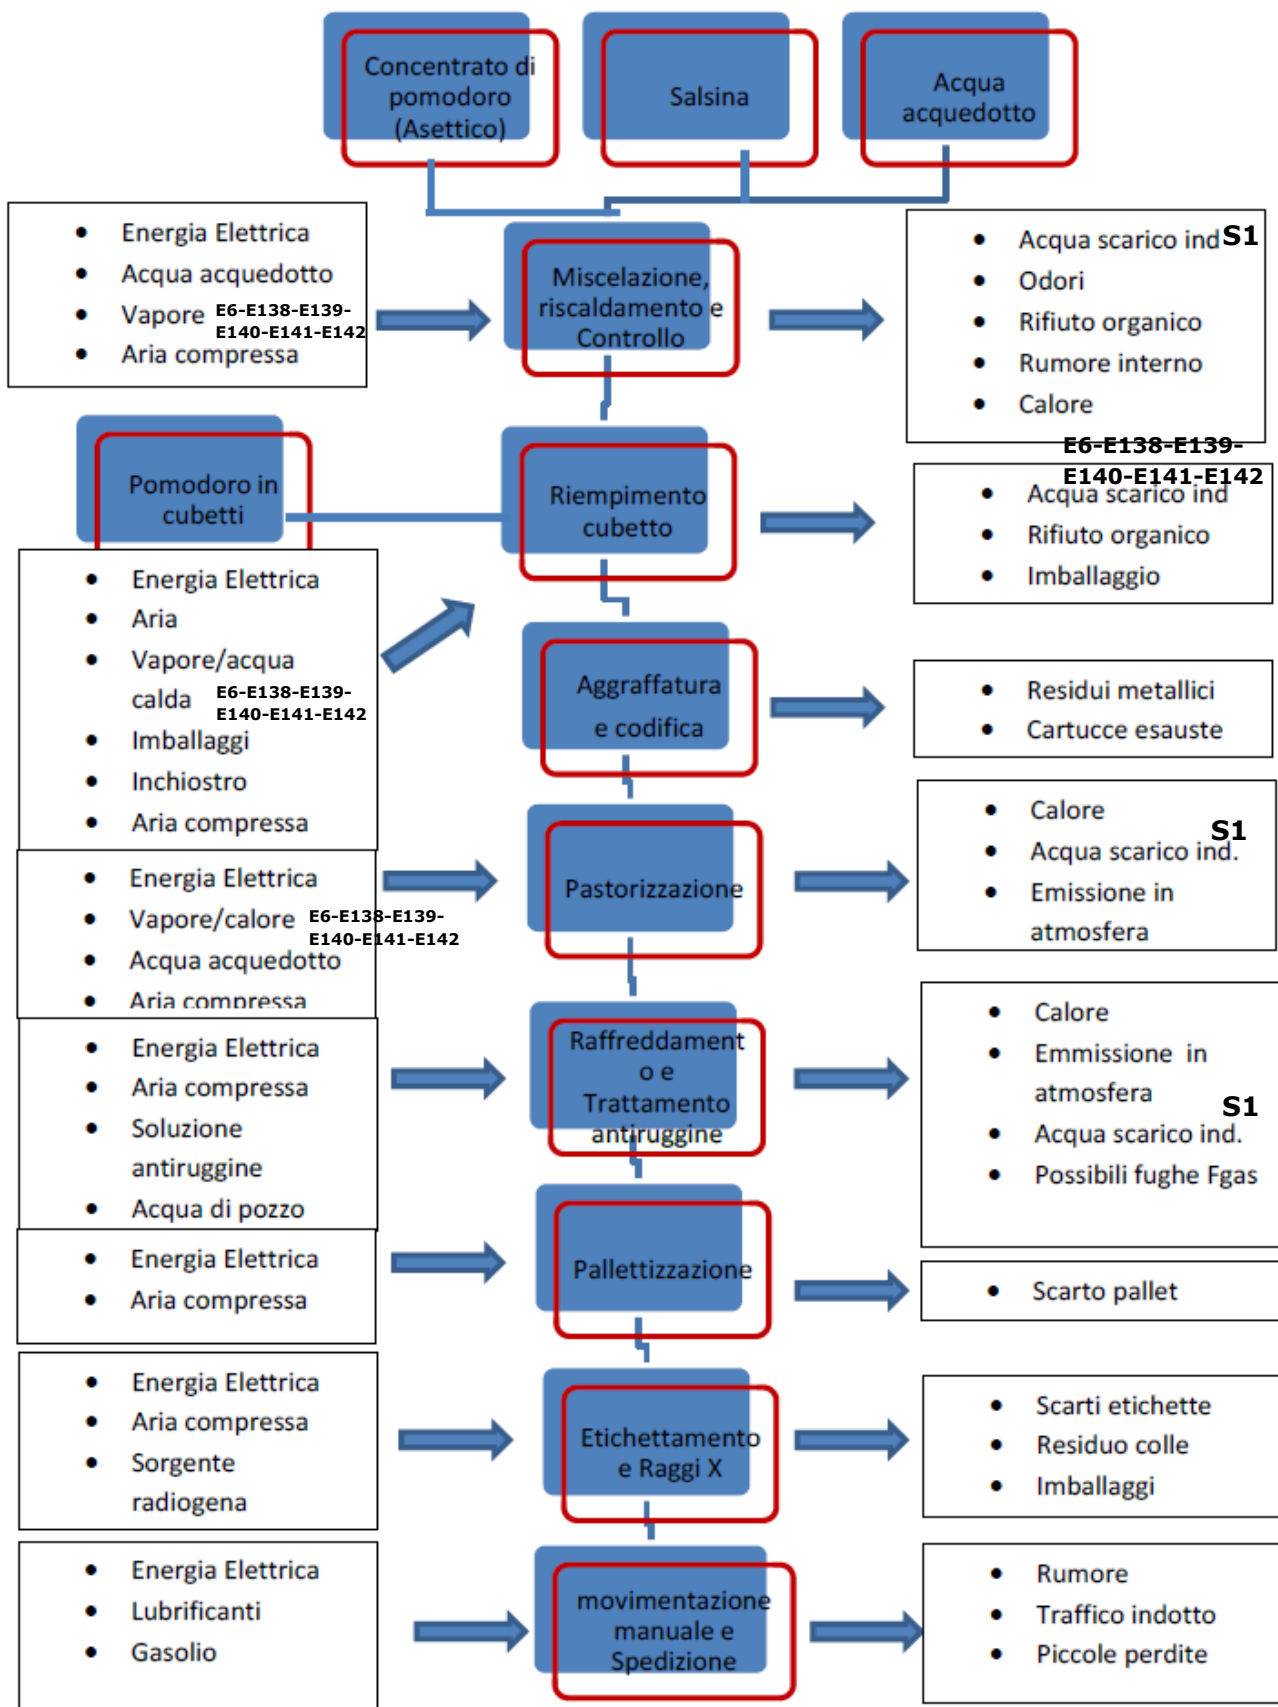 Concentrato di
pomodoro
(Asettico)
Salsina
Acqua
acquedotto
• Energia Elettrica
• Acqua acquedotto
• Vapore E6-E138-E139-
E140-E141-E142
• Aria compressa
Miscelazione,
riscaldamento e
Controllo
• Acqua scarico ind S1
• Odori
• Rifiuto organico
• Rumore interno
• Calore
E6-E138-E139-
E140-E141-E142
Pomodoro in
cubetti
Riempimento
cubetto
• Acqua scarico ind
• Rifiuto organico
• Imballaggio
• Energia Elettrica
• Aria
• Vapore/acqua
calda E6-E138-E139-
E140-E141-E142
• Imballaggi
• Inchiostro
• Aria compressa
Aggraffatura
e codifica
• Residui metallici
• Cartucce esauste
• Energia Elettrica
• Vapore/calore E6-E138-E139-
E140-E141-E142
• Acqua acquedotto
• Aria compressa
Pastorizzazione
• Calore
S1
• Acqua scarico ind.
• Emissione in
atmosfera
• Energia Elettrica
• Aria compressa
• Soluzione
antiruggine
• Acqua di pozzo
Raffreddament
o e
Trattamento
antiruggine
• Calore
• Emmissione in
atmosfera
S1
• Acqua scarico ind.
• Possibili fughe Fgas
• Energia Elettrica
• Aria compressa
Pallettizzazione
• Scarto pallet
• Energia Elettrica
• Aria compressa
• Sorgente
radiogena
Etichettamento
e Raggi X
• Scarti etichette
• Residuo colle
• Imballaggi
• Energia Elettrica
• Lubrificanti
• Gasolio
movimentazione
manuale e
Spedizione
• Rumore
• Traffico indotto
• Piccole perdite